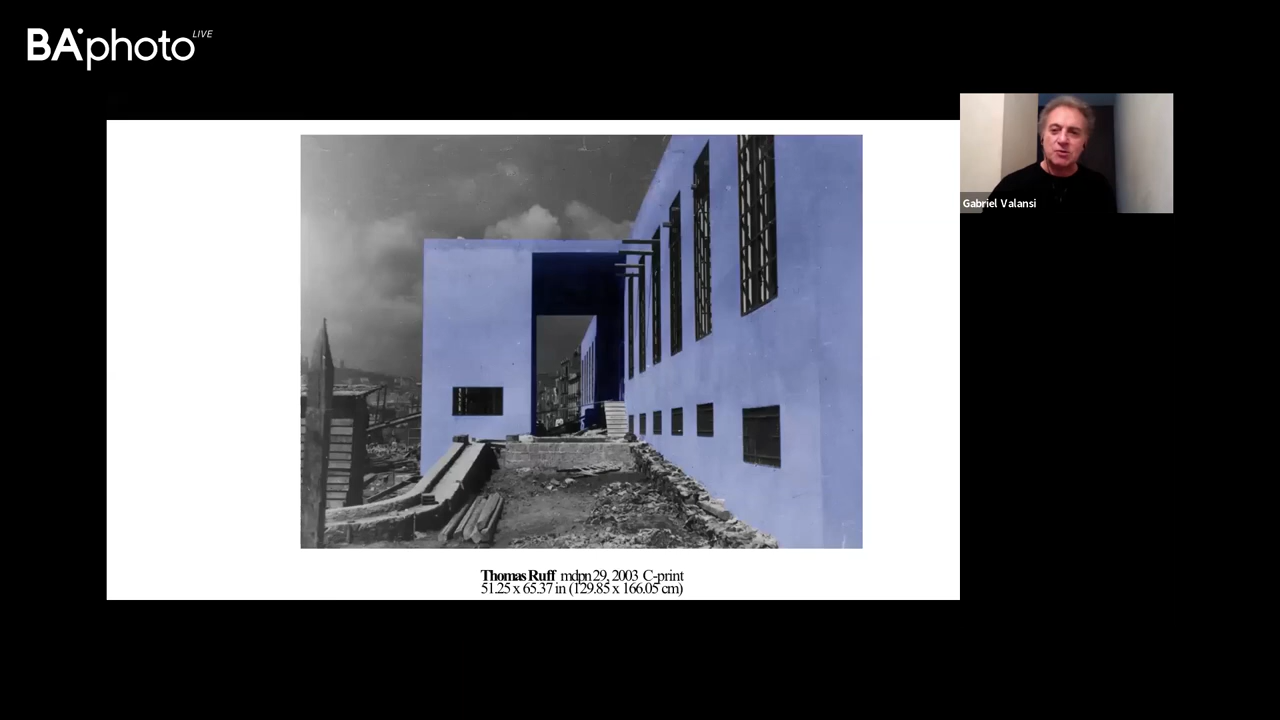 BAphoto LIVE
Gabriel Valansi
Thomas Ruff mdpn 29, 2003 C-print
51.25 x 65.37 in (129.85 x 166.05 cm)